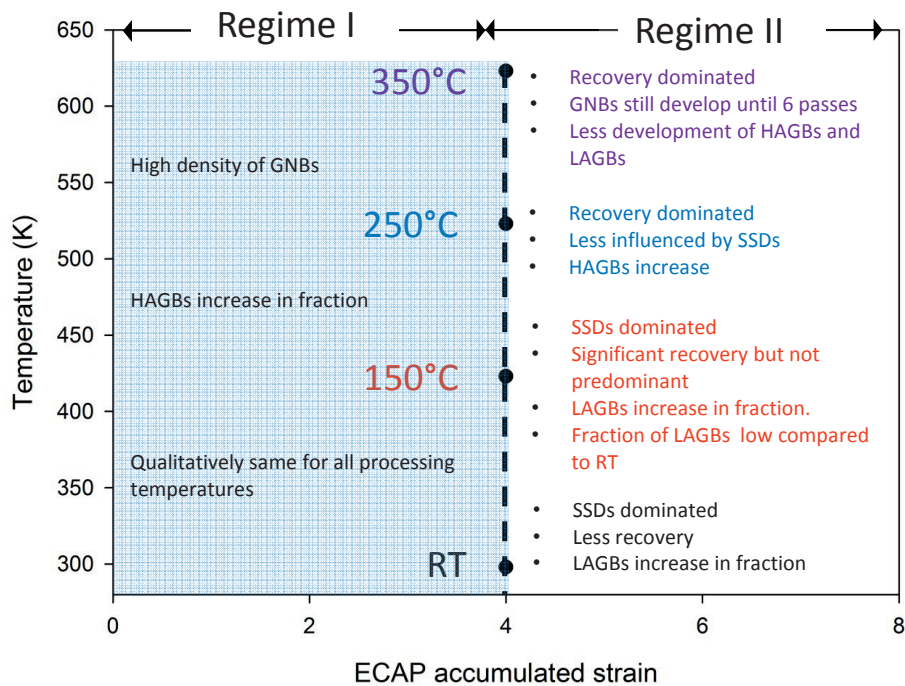 Regime I
Regime II
650
600
550
500
450
400
350
300
Temperature (K)
0
2
4
6
8
ECAP accumulated strain
High density of GNBs
HAGBs increase in fraction
Qualitatively same for all processing
temperatures
350°C
250°C
150°C
RT
• Recovery dominated
• GNBs still develop until 6 passes
• Less development of HAGBs and
LAGBs
• Recovery dominated
• Less influenced by SSDs
• HAGBs increase
• SSDs dominated
• Significant recovery but not
predominant
• LAGBs increase in fraction.
• Fraction of LAGBs low compared
to RT
• SSDs dominated
• Less recovery
• LAGBs increase in fraction